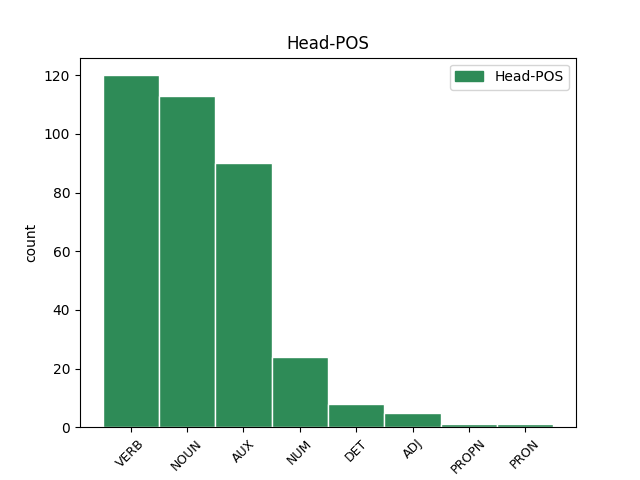 Head-POS
Head-POS
120
100
80
60
40
20
0
count
VERB
NOUN
AUX
NUM
DET
ADJ
PROPN
PRON